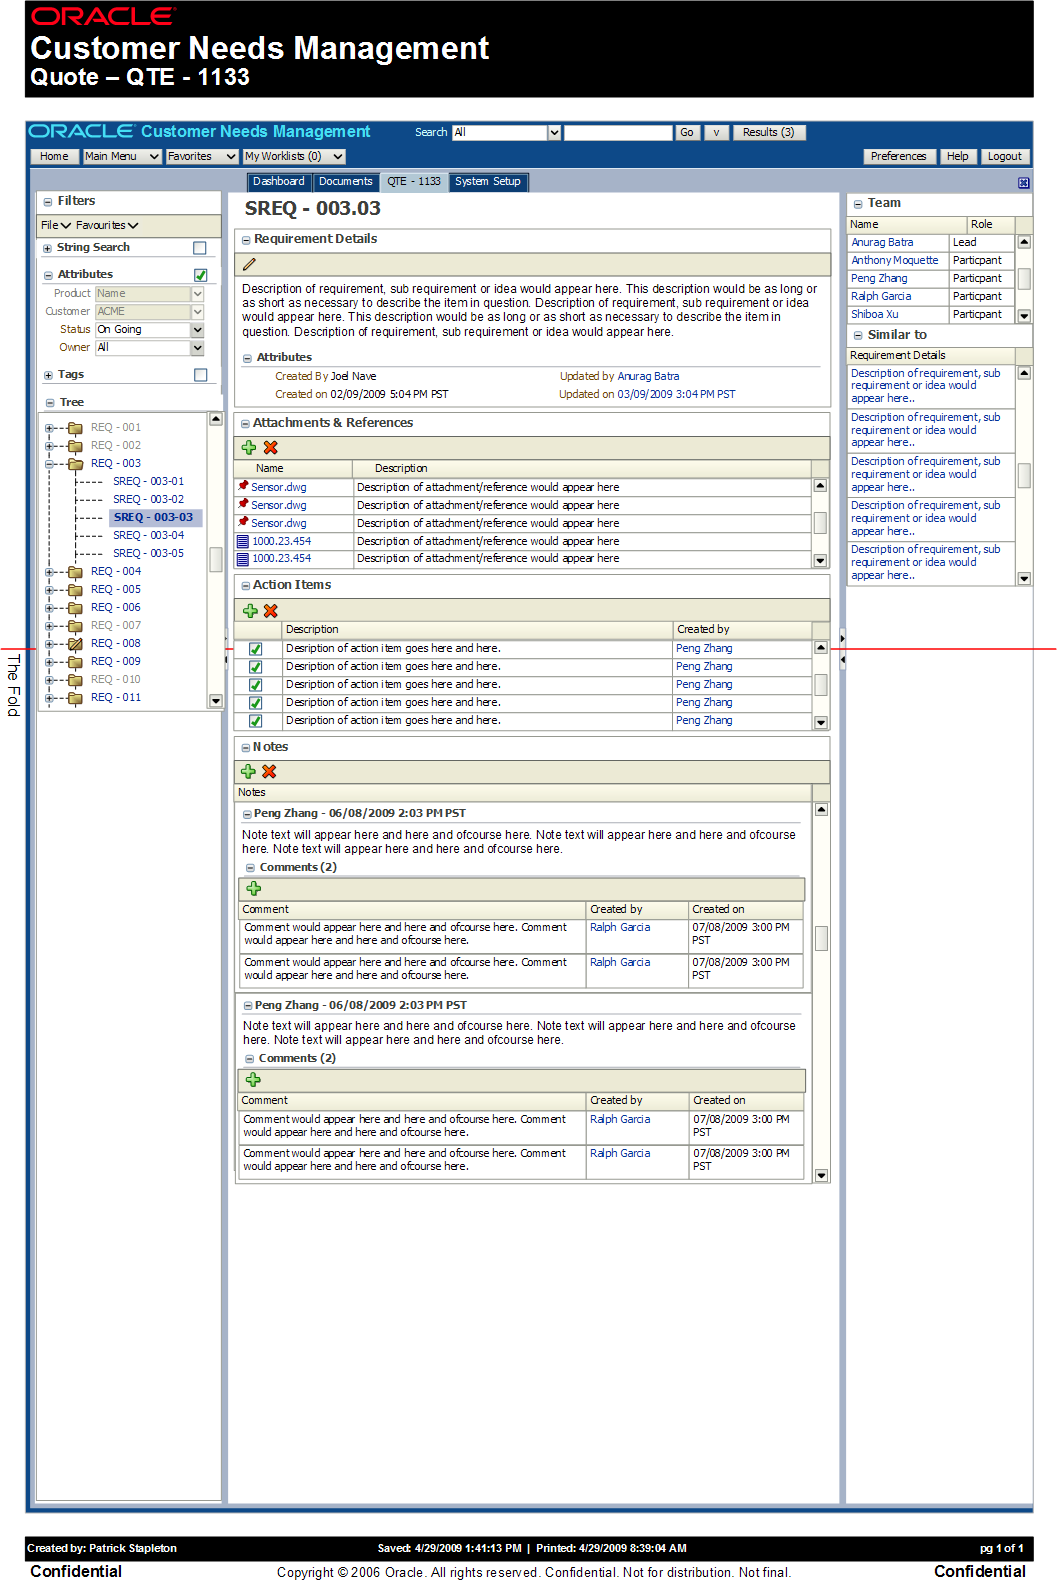 ORACLE
Customer Needs Management
Quote – QTE - 1133
ORACLE Customer Needs Management
Search All Go v Results (3)
Home Main Menu Favorites My Worklists (0) Preferences Help Logout
Dashboard Documents QTE - 1133 System Setup
Filters
File Favourites
String Search
Attributes
Product Name
Customer ACME
Status On Going
Owner All
Tags
Tree
REQ - 001
REQ - 002
REQ - 003
SREQ - 003-01
SREQ - 003-02
SREQ - 003-03
SREQ - 003-04
SREQ - 003-05
REQ - 004
REQ - 005
REQ - 006
REQ - 007
REQ - 008
REQ - 009
REQ - 010
REQ - 011
The Fold
SREQ - 003.03
Requirement Details
Description of requirement, sub requirement or idea would appear here. This description would be as long or
as short as necessary to describe the item in question. Description of requirement, sub requirement or idea
would appear here. This description would be as long or as short as necessary to describe the item in
question. Description of requirement, sub requirement or idea would appear here.
Attributes
Created By Joel Nave Updated by Anurag Batra
Created on 02/09/2009 5:04 PM PST Updated on 03/09/2009 3:04 PM PST
Attachments & References
Name Description
Sensor.dwg Description of attachment/reference would appear here
Sensor.dwg Description of attachment/reference would appear here
Sensor.dwg Description of attachment/reference would appear here
1000.23.454 Description of attachment/reference would appear here
1000.23.454 Description of attachment/reference would appear here
Action Items
Description Created by
Desription of action item goes here and here. Peng Zhang
Desription of action item goes here and here. Peng Zhang
Desription of action item goes here and here. Peng Zhang
Desription of action item goes here and here. Peng Zhang
Desription of action item goes here and here. Peng Zhang
Notes
Notes
Peng Zhang - 06/08/2009 2:03 PM PST
Note text will appear here and here and ofcourse here. Note text will appear here and here and ofcourse
here. Note text will appear here and here and ofcourse here.
Comments (2)
Comment Created by Created on
Comment would appear here and here and ofcourse here. Comment Ralph Garcia 07/08/2009 3:00 PM
would appear here and here and ofcourse here. PST
Comment would appear here and here and ofcourse here. Comment Ralph Garcia 07/08/2009 3:00 PM
would appear here and here and ofcourse here. PST
Peng Zhang - 06/08/2009 2:03 PM PST
Note text will appear here and here and ofcourse here. Note text will appear here and here and ofcourse
here. Note text will appear here and here and ofcourse here.
Comments (2)
Comment Created by Created on
Comment would appear here and here and ofcourse here. Comment Ralph Garcia 07/08/2009 3:00 PM
would appear here and here and ofcourse here. PST
Comment would appear here and here and ofcourse here. Comment Ralph Garcia 07/08/2009 3:00 PM
would appear here and here and ofcourse here. PST
Team
Name Role
Anurag Batra Lead
Anthony Moquette Particpant
Peng Zhang Particpant
Ralph Garcia Particpant
Shiboa Xu Particpant
Similar to
Requirement Details
Description of requirement, sub
requirement or idea would
appear here..
Description of requirement, sub
requirement or idea would
appear here..
Description of requirement, sub
requirement or idea would
appear here..
Description of requirement, sub
requirement or idea would
appear here..
Description of requirement, sub
requirement or idea would
appear here..
Created by: Patrick Stapleton Saved: 4/29/2009 1:41:13 PM | Printed: 4/29/2009 8:39:04 AM pg 1 of 1
Confidential Copyright © 2006 Oracle. All rights reserved. Confidential. Not for distribution. Not final. Confidential